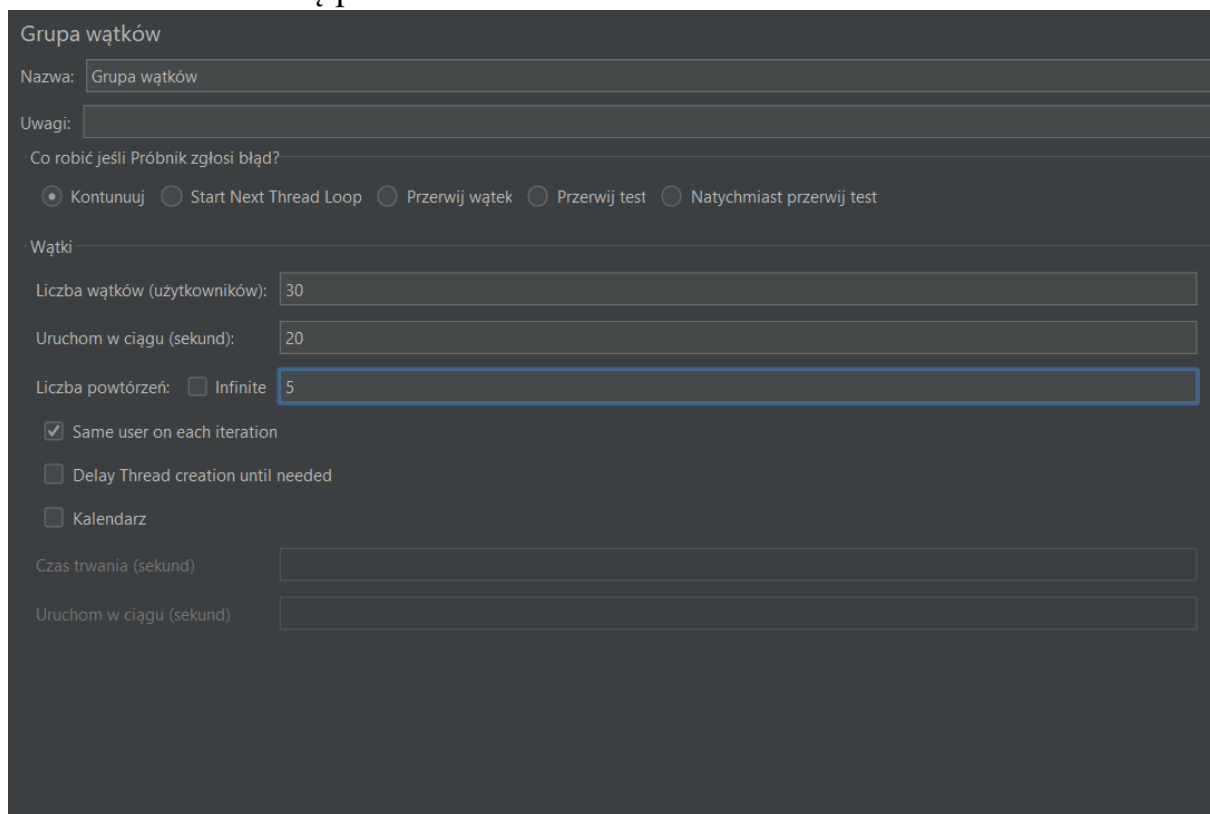 Grupa wątków
Nazwa: Grupa wątków
Uwagi:
Co robić jeśli Próbnik zgłosi błąd?
Kontunuuj Start Next Thread Loop Przerwij wątek Przerwij test Natychmiast przerwij test
Wątki
Liczba wątków (użytkowników): 30
Uruchom w ciągu (sekund): 20
Liczba powtórzeń: Infinite 5
Same user on each iteration
Delay Thread creation until needed
Kalendarz
Czas trwania (sekund)
Uruchom w ciągu (sekund)